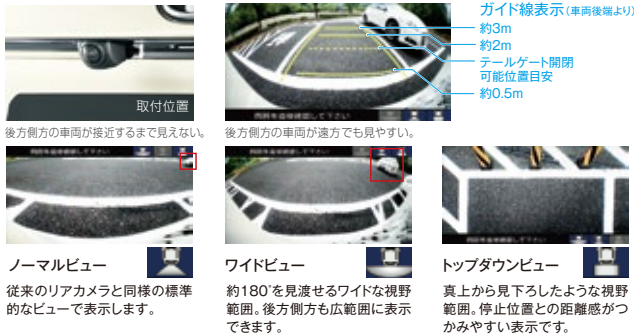 ガイド線表示(車両後端より)
約3m
約2m
テールゲート開閉
可能位置目安
約0.5m
取付位置
後方側方の車両が接近するまで見えない。
後方側方の車両が遠方でも見やすい。
ノーマルビュー
従来のリアカメラと同様の標準
的なビューで表示します。
ワイドビュー
約180°を見渡せるワイドな視野
範囲。後方側方も広範囲に表示
できます。
トップダウンビュー
真上から見下ろしたような視野
範囲。停止位置との距離感がつ
かみやすい表示です。